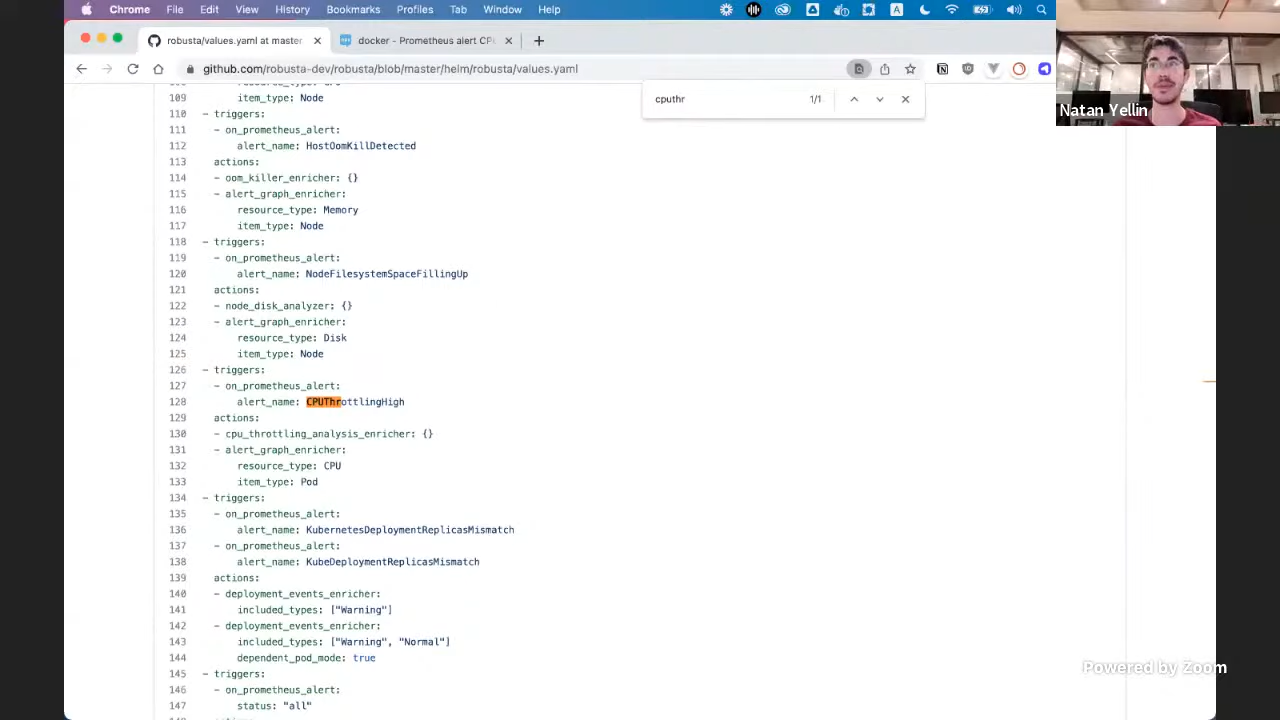 Chrome File Edit View History Bookmarks Profiles Tab Window Help
robusta/values.yaml at master
docker - Prometheus alert CPU
github.com/robusta-dev/robusta/blob/master/helm/robusta/values.yaml
cputhr 1/1
Natan Yellin
109 item_type: Node
110 - triggers:
111 - on_prometheus_alert:
112 alert_name: HostOomKillDetected
113 actions:
114 - oom_killer_enricher: {}
115 - alert_graph_enricher:
116 resource_type: Memory
117 item_type: Node
118 - triggers:
119 - on_prometheus_alert:
120 alert_name: NodeFilesystemSpaceFillingUp
121 actions:
122 - node_disk_analyzer: {}
123 - alert_graph_enricher:
124 resource_type: Disk
125 item_type: Node
126 - triggers:
127 - on_prometheus_alert:
128 alert_name: CPUThrottlingHigh
129 actions:
130 - cpu_throttling_analysis_enricher: {}
131 - alert_graph_enricher:
132 resource_type: CPU
133 item_type: Pod
134 - triggers:
135 - on_prometheus_alert:
136 alert_name: KubernetesDeploymentReplicasMismatch
137 - on_prometheus_alert:
138 alert_name: KubeDeploymentReplicasMismatch
139 actions:
140 - deployment_events_enricher:
141 included_types: ["Warning"]
142 - deployment_events_enricher:
143 included_types: ["Warning", "Normal"]
144 dependent_pod_mode: true
145 - triggers:
146 - on_prometheus_alert:
147 status: "all"
Powered by Zoom